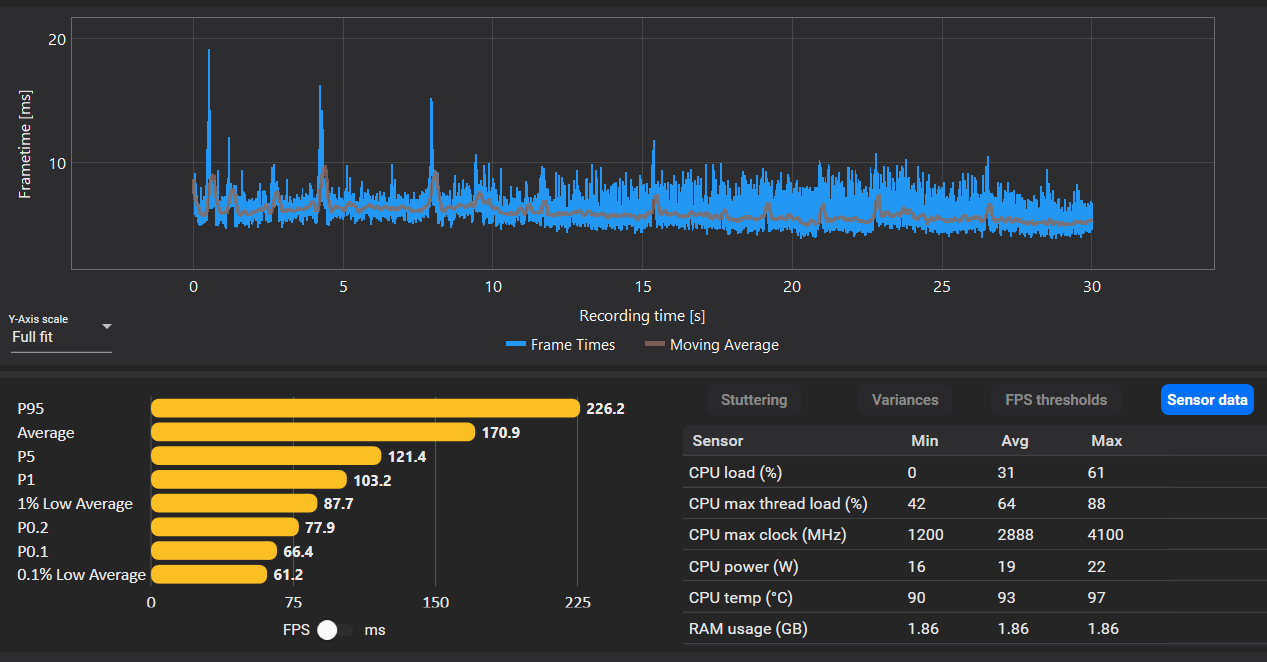 20
10
Frametime [ms]
0 5 10 15 20 25 30
Recording time [s]
Y-Axis scale
Full fit
Frame Times Moving Average
P95 226.2
Average 170.9
P5 121.4
P1 103.2
1% Low Average 87.7
P0.2 77.9
P0.1 66.4
0.1% Low Average 61.2
0 75 150 225
FPS ms
Stuttering Variances FPS thresholds Sensor data
Sensor Min Avg Max
CPU load (%) 0 31 61
CPU max thread load (%) 42 64 88
CPU max clock (MHz) 1200 2888 4100
CPU power (W) 16 19 22
CPU temp (°C) 90 93 97
RAM usage (GB) 1.86 1.86 1.86